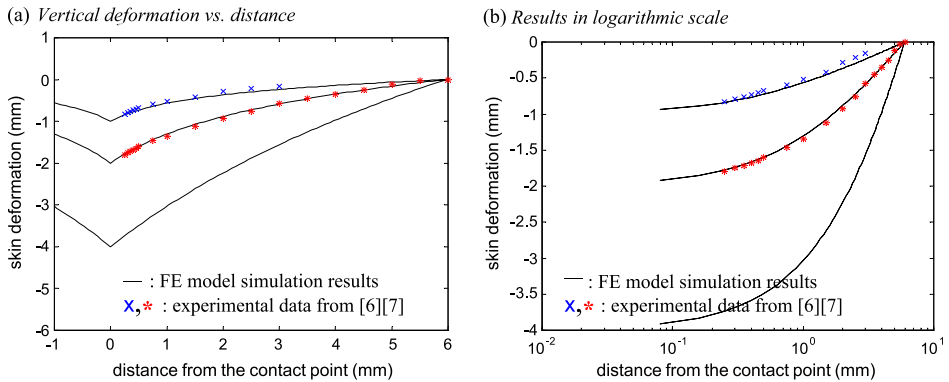 (a) Vertical deformation vs. distance
1
0
-1
-2
-3
-4
-5
-6
skin deformation (mm)
— : FE model simulation results
x,* : experimental data from [6][7]
-1 0 1 2 3 4 5 6
distance from the contact point (mm)
(b) Results in logarithmic scale
0
-0.5
-1
-1.5
-2
-2.5
-3
-3.5
-4
skin deformation (mm)
— : FE model simulation results
x,* : experimental data from [6][7]
10^-2 10^-1 10^0 10^1
distance from the contact point (mm)